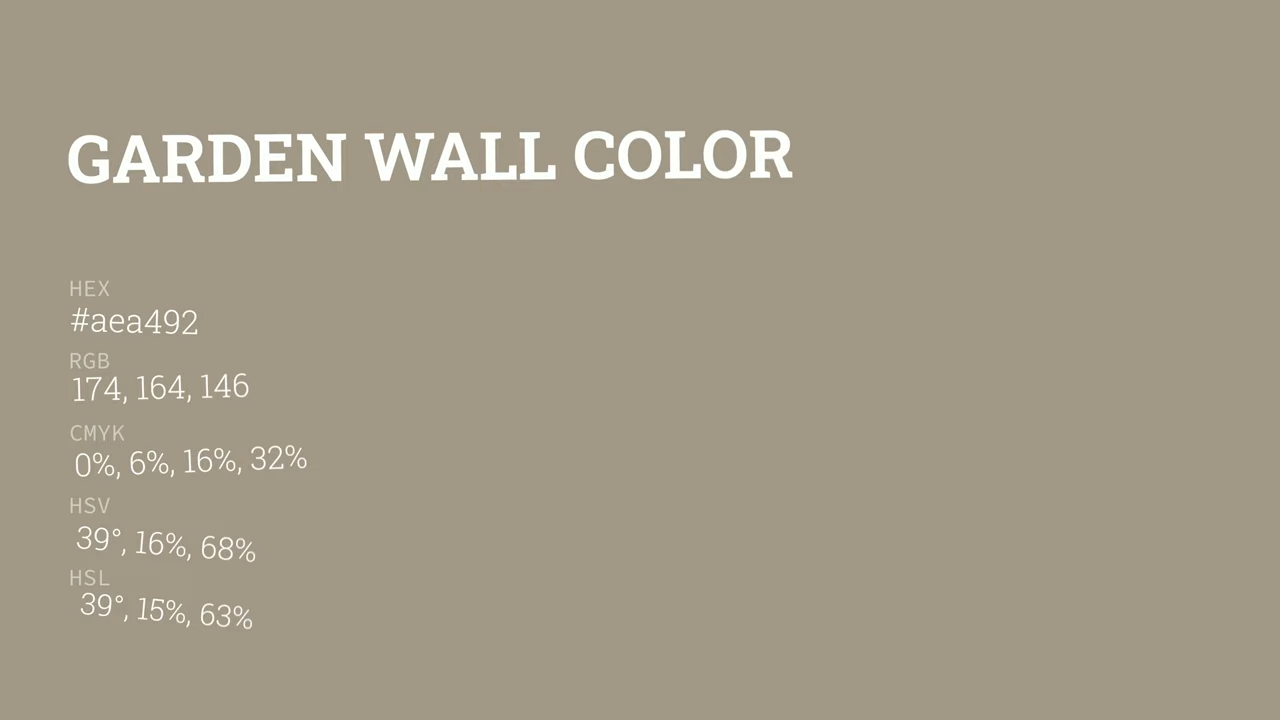 GARDEN WALL COLOR
HEX
#aea492
RGB
174, 164, 146
CMYK
0%, 6%, 16%, 32%
HSV
39°, 16%, 68%
HSL
39°, 15%, 63%